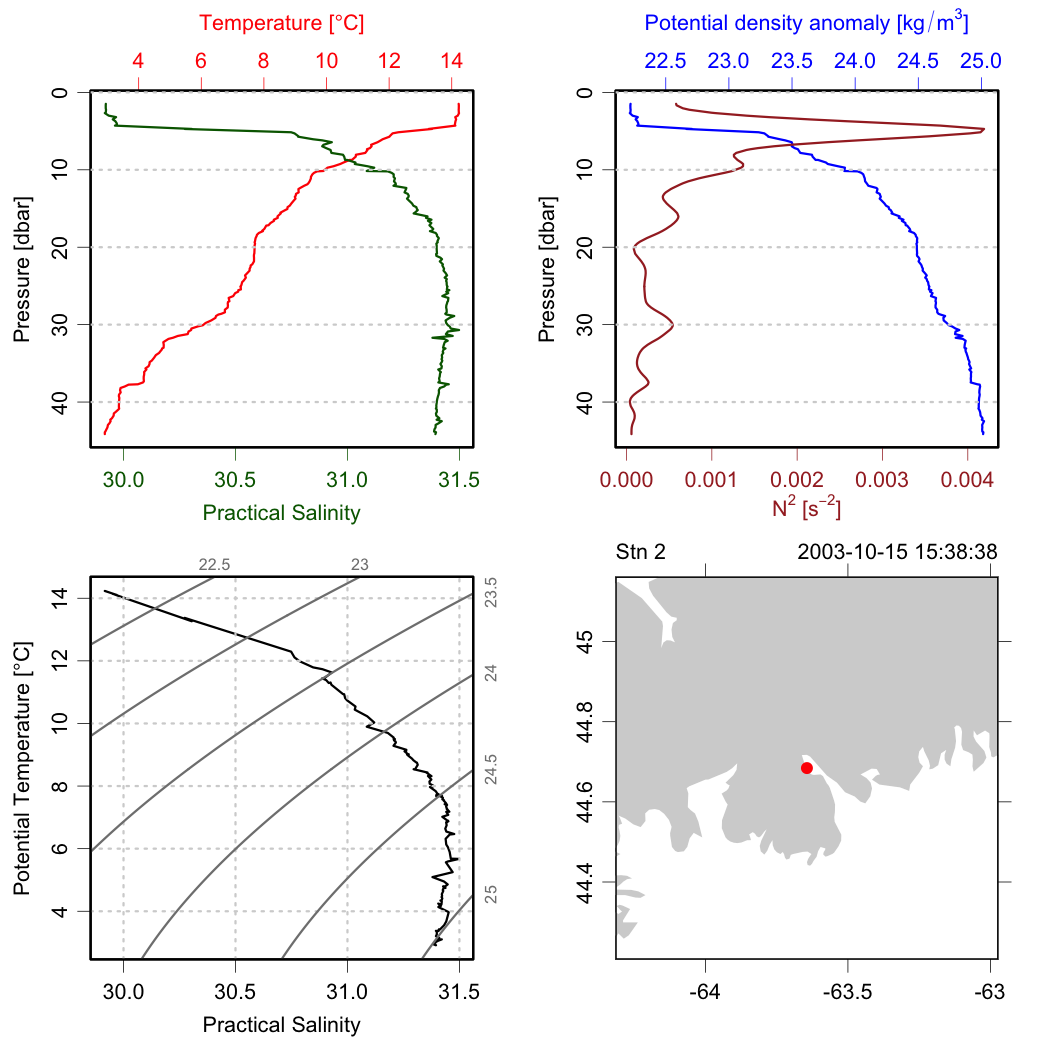 Temperature [°C]
4 6 8 10 12 14
0
10
20
30
40
Pressure [dbar]
30.0 30.5 31.0 31.5
Practical Salinity
Potential density anomaly [kg/m³]
22.5 23.0 23.5 24.0 24.5 25.0
0
10
20
30
40
Pressure [dbar]
0.000 0.001 0.002 0.003 0.004
N² [s⁻²]
22.5 23
23.5
24
24.5
25
14
12
10
8
6
4
Potential Temperature [°C]
30.0 30.5 31.0 31.5
Practical Salinity
Stn 2 2003-10-15 15:38:38
45
44.8
44.6
44.4
-64 -63.5 -63